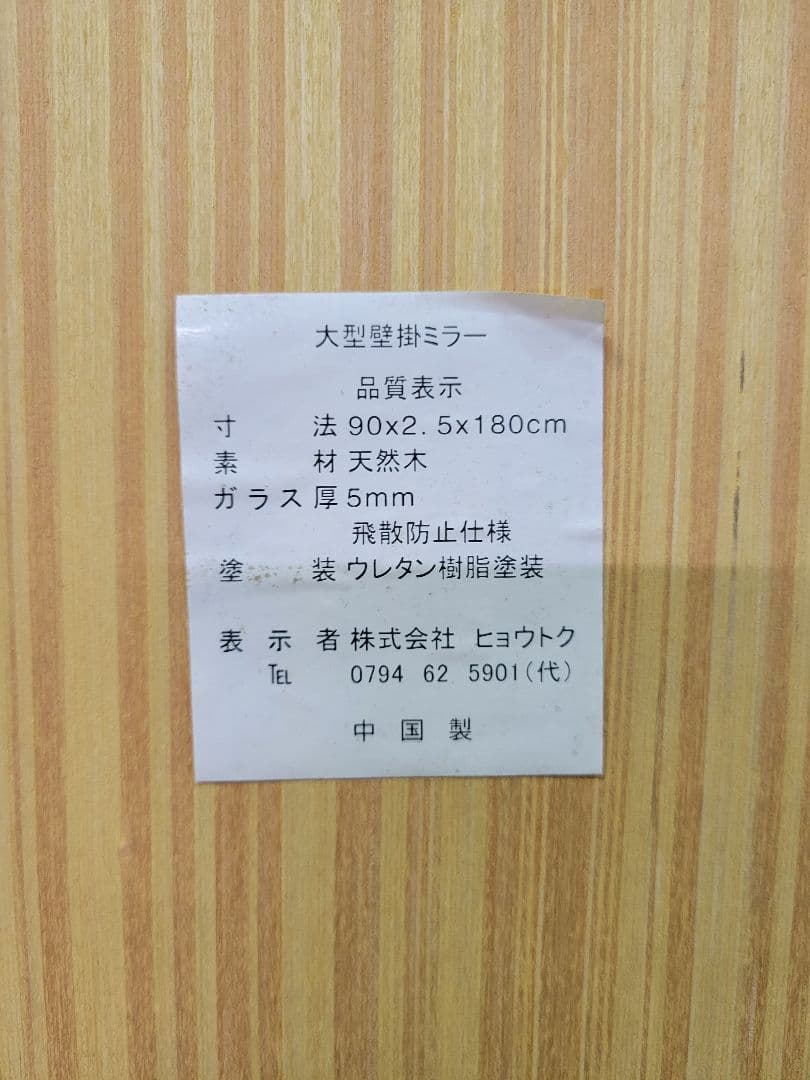 大型壁掛ミラー
品質表示
寸法 90x2.5x180cm
素材 天然木
ガラス厚 5mm
飛散防止仕様
塗装 ウレタン樹脂塗装
表示者 株式会社 ヒョウトク
℡ 0794 62 5901(代)
中国製